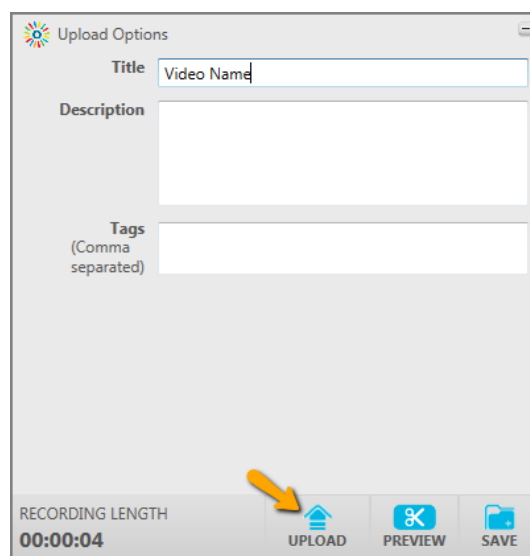 Upload Options
Title
Video Name
Description
Tags
(Comma
separated)
RECORDING LENGTH
00:00:04
UPLOAD
PREVIEW
SAVE